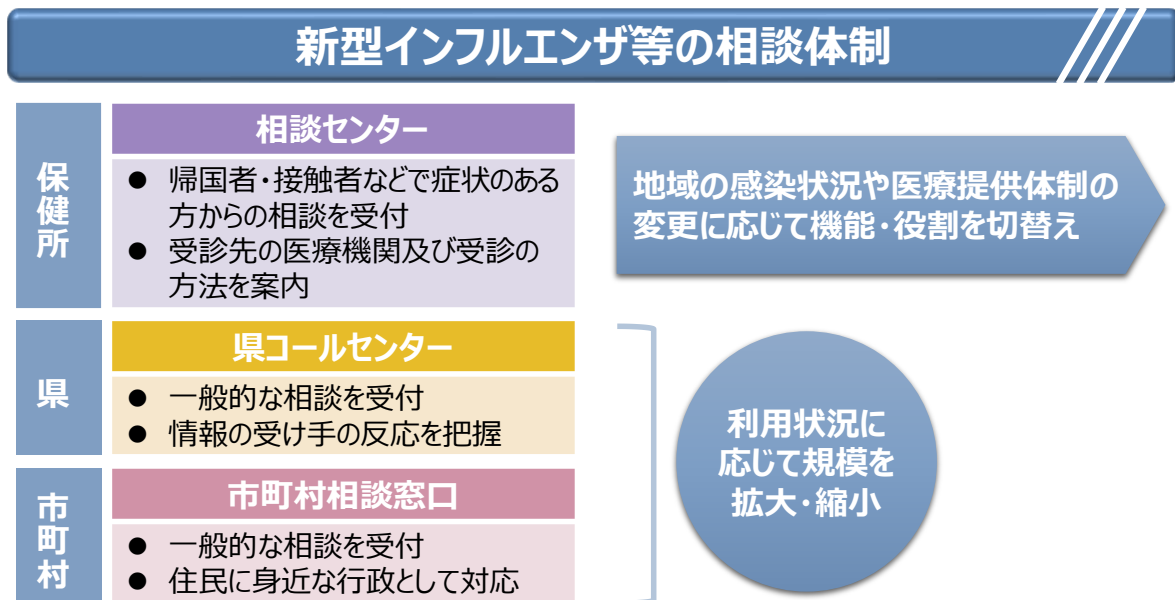 新型インフルエンザ等の相談体制
保健所
相談センター
● 帰国者・接触者などで症状のある
方からの相談を受付
● 受診先の医療機関及び受診の
方法を案内
地域の感染状況や医療提供体制の
変更に応じて機能・役割を切替え
県
県コールセンター
● 一般的な相談を受付
● 情報の受け手の反応を把握
市町村
市町村相談窓口
● 一般的な相談を受付
● 住民に身近な行政として対応
利用状況に
応じて規模を
拡大・縮小